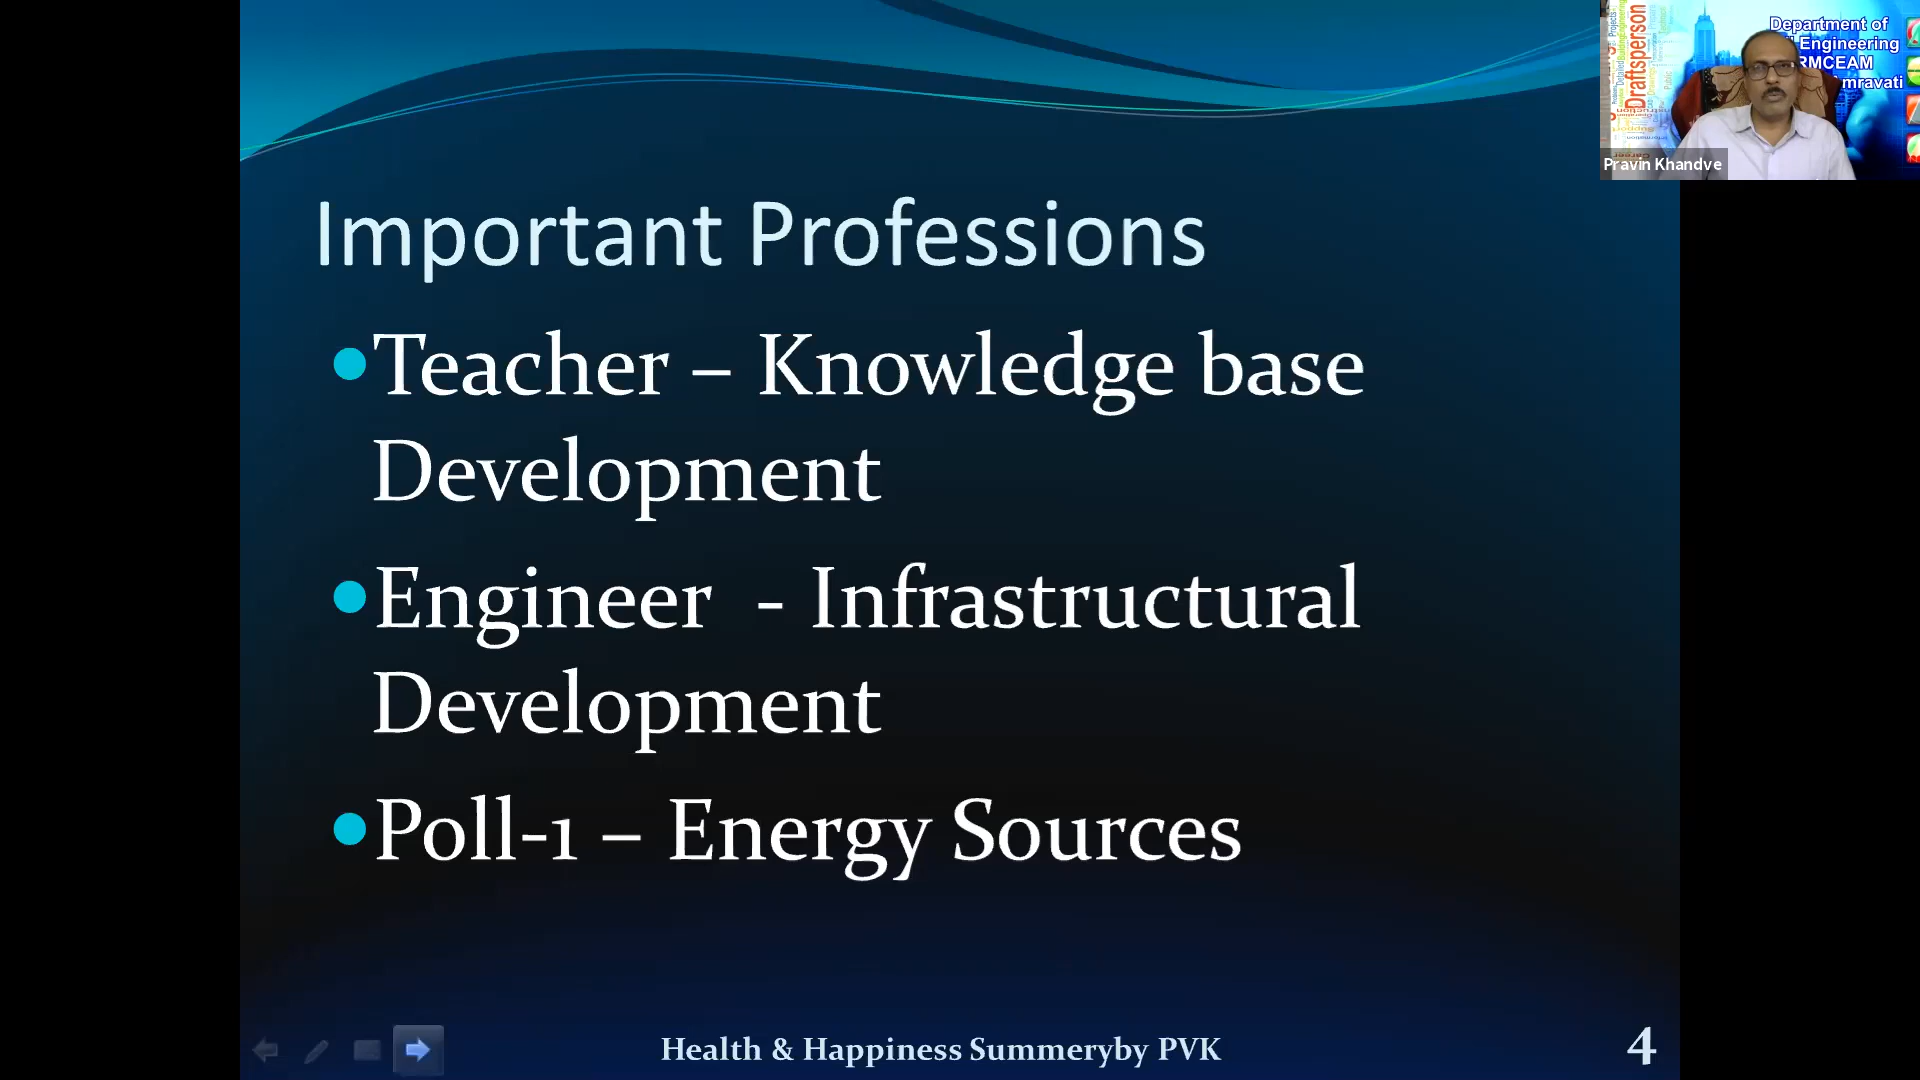 Important Professions
•Teacher – Knowledge base
Development
•Engineer - Infrastructural
Development
•Poll-1 – Energy Sources
Health & Happiness Summeryby PVK
4
Department of
Engineering
RMCEAM
mravati
Draftsperson
Pravin Khandve